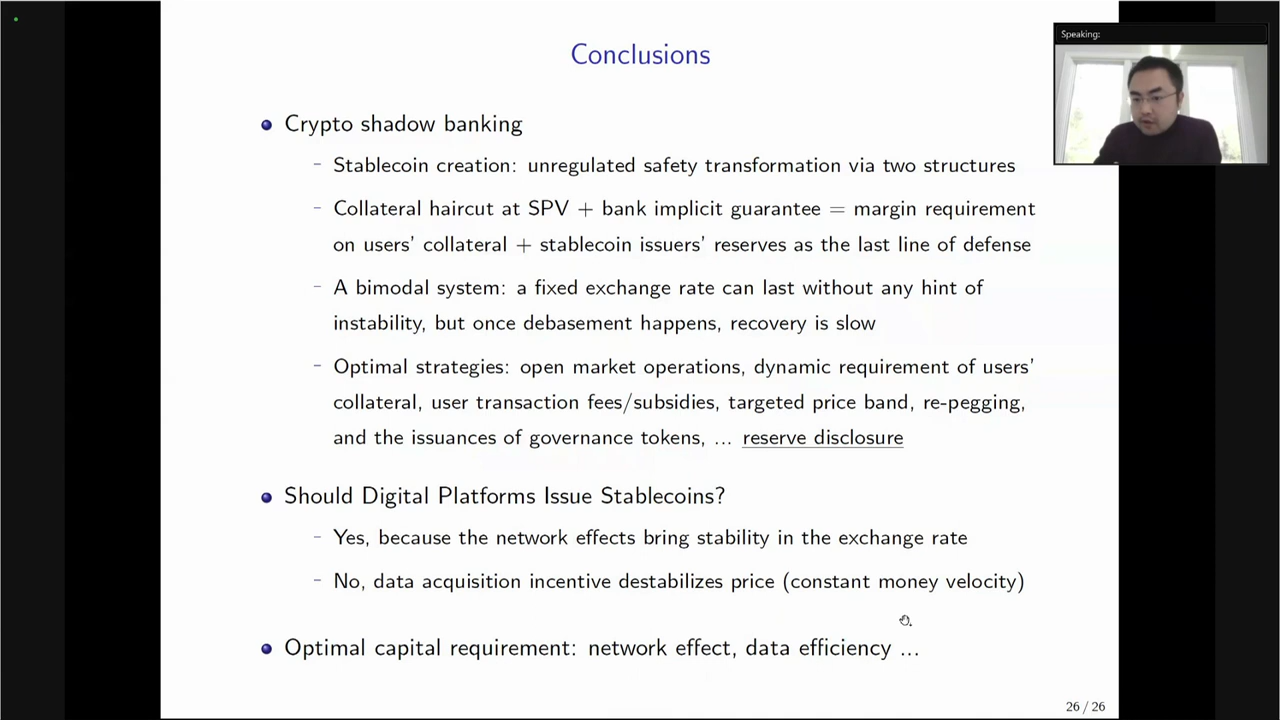 Conclusions
Speaking:
Crypto shadow banking
– Stablecoin creation: unregulated safety transformation via two structures
– Collateral haircut at SPV + bank implicit guarantee = margin requirement
on users' collateral + stablecoin issuers' reserves as the last line of defense
– A bimodal system: a fixed exchange rate can last without any hint of
instability, but once debasement happens, recovery is slow
– Optimal strategies: open market operations, dynamic requirement of users'
collateral, user transaction fees/subsidies, targeted price band, re-pegging,
and the issuances of governance tokens, ... reserve disclosure
Should Digital Platforms Issue Stablecoins?
– Yes, because the network effects bring stability in the exchange rate
– No, data acquisition incentive destabilizes price (constant money velocity)
Optimal capital requirement: network effect, data efficiency ...
26 / 26